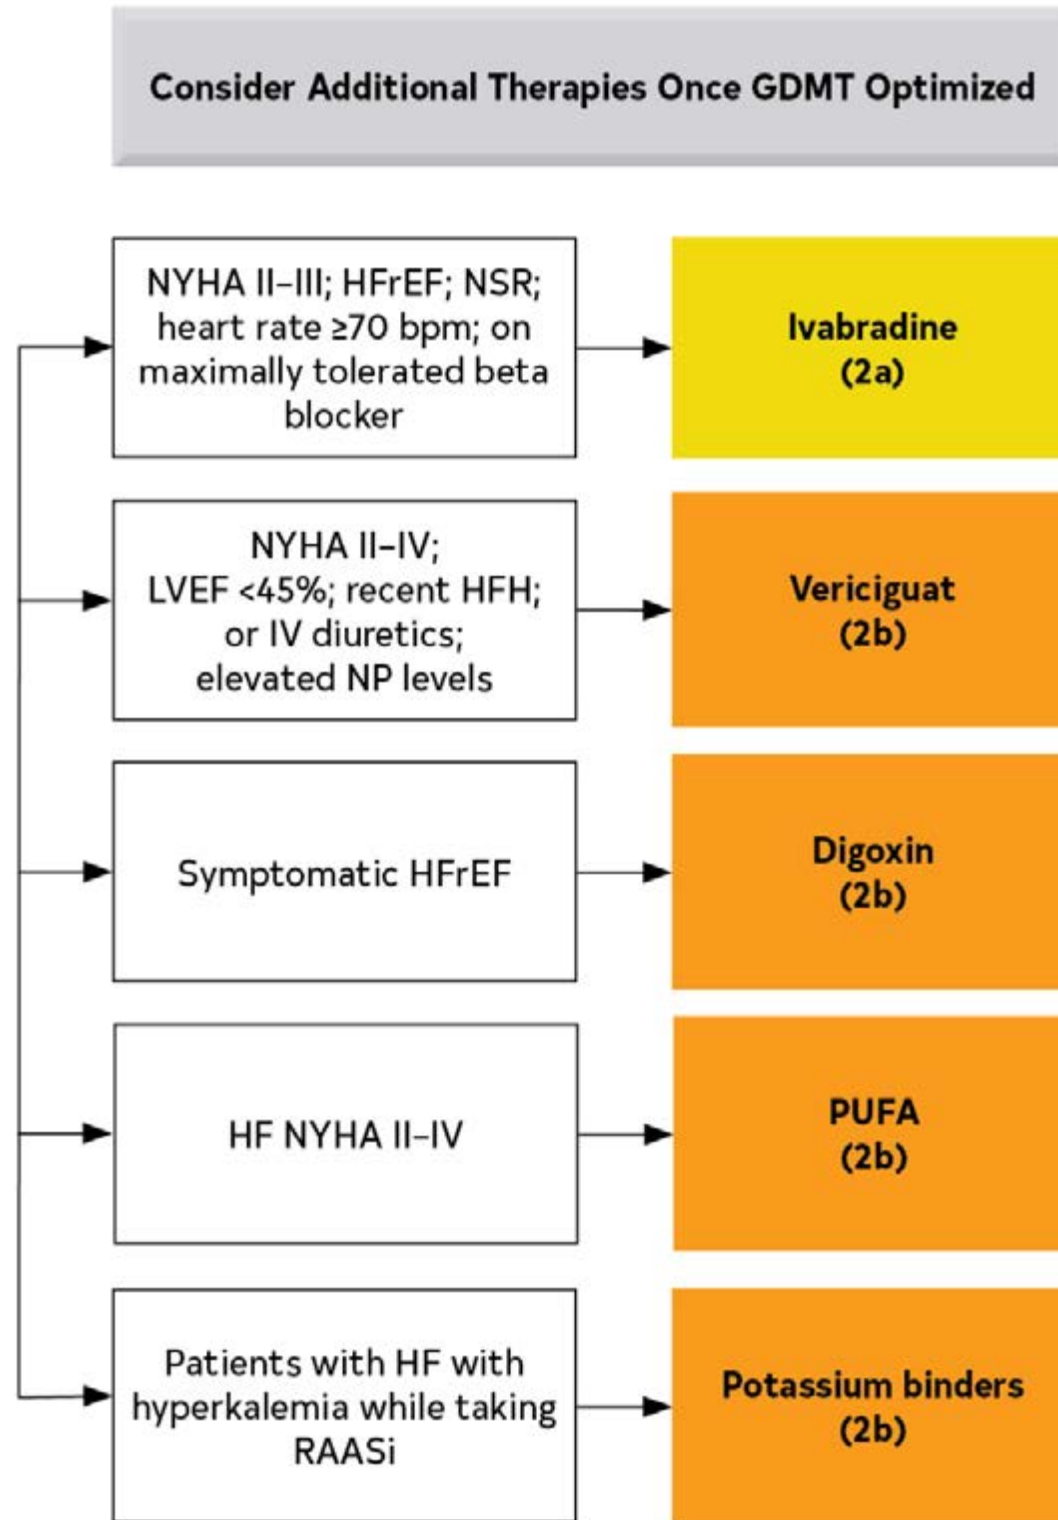 Consider Additional Therapies Once GDMT Optimized
NYHA II–III; HFrEF; NSR;
heart rate ≥70 bpm; on
maximally tolerated beta
blocker
Ivabradine
(2a)
NYHA II–IV;
LVEF <45%; recent HFH;
or IV diuretics;
elevated NP levels
Vericiguat
(2b)
Symptomatic HFrEF
Digoxin
(2b)
HF NYHA II–IV
PUFA
(2b)
Patients with HF with
hyperkalemia while taking
RAASi
Potassium binders
(2b)